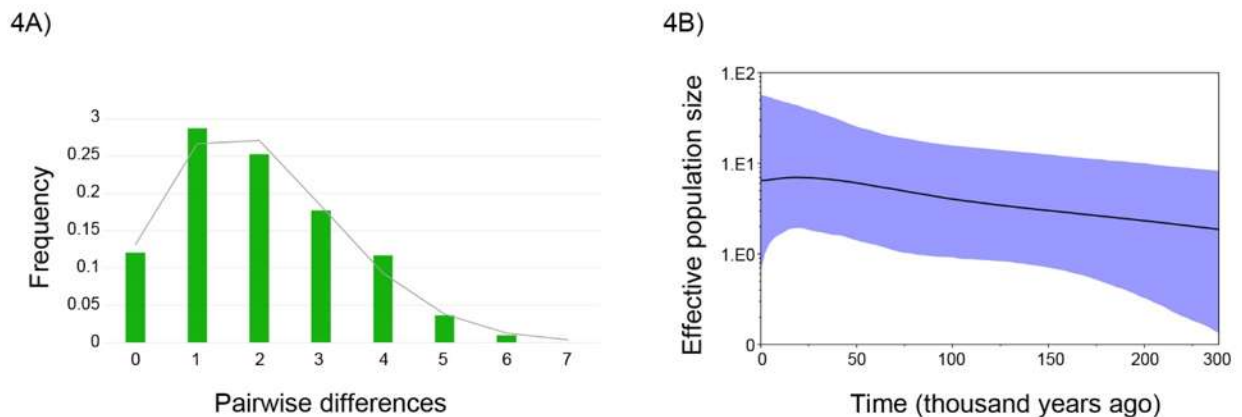 4A)
Frequency
3
0.25
0.2
0.15
0.1
0.05
0
0 1 2 3 4 5 6 7
Pairwise differences
4B)
Effective population size
1.E2
1.E1
1.E0
0
0 50 100 150 200 300
Time (thousand years ago)